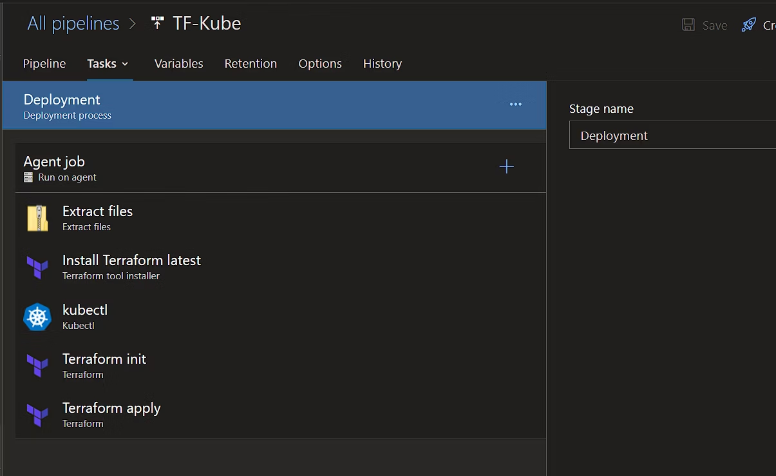 All pipelines > TF-Kube
Save
Cr
Pipeline Tasks Variables Retention Options History
Deployment
Deployment process
...
Stage name
Deployment
Agent job
Run on agent
Extract files
Extract files
Install Terraform latest
Terraform tool installer
kubectl
Kubectl
Terraform init
Terraform
Terraform apply
Terraform